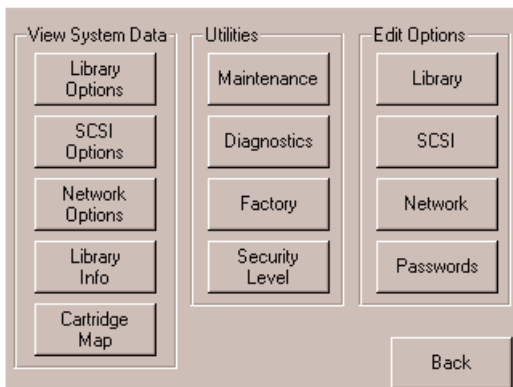 View System Data
Library
Options
SCSI
Options
Network
Options
Library
Info
Cartridge
Map
Utilities
Maintenance
Diagnostics
Factory
Security
Level
Edit Options
Library
SCSI
Network
Passwords
Back